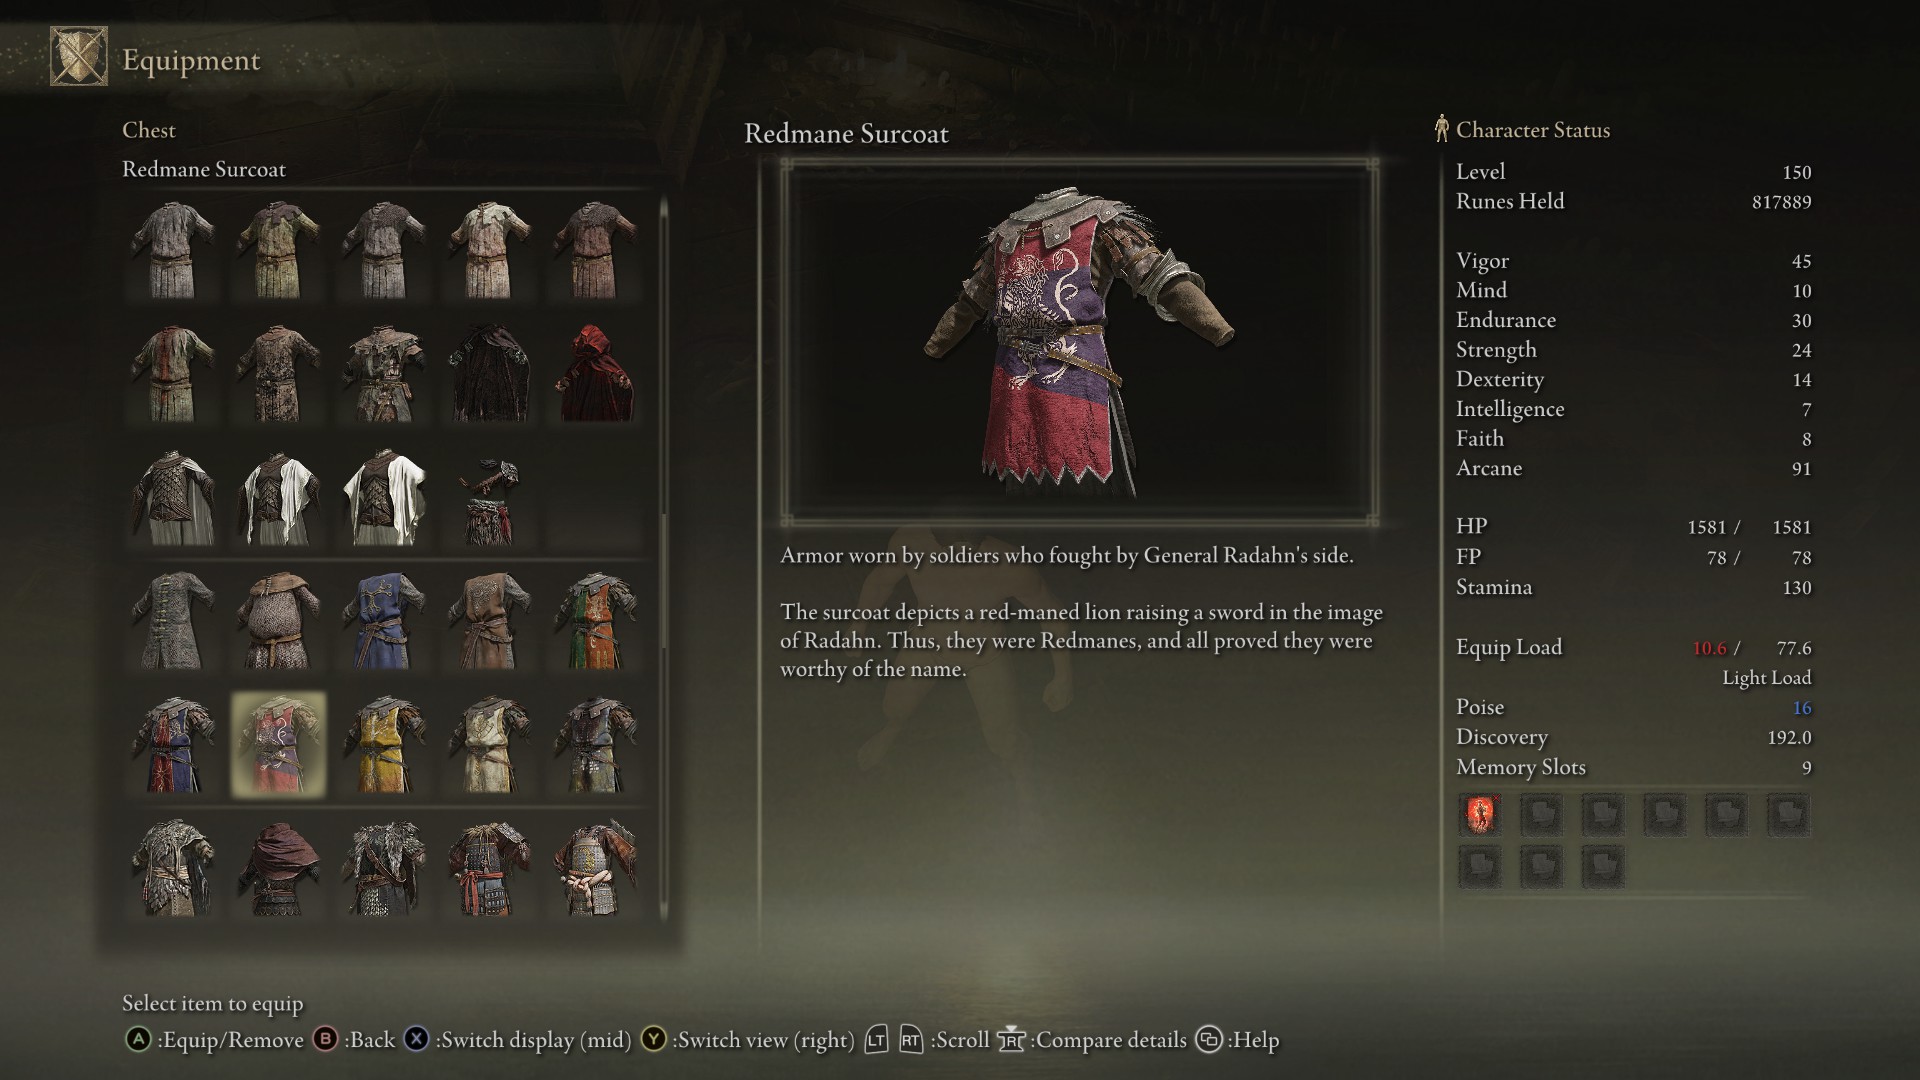 Equipment
Chest
Redmane Surcoat
Redmane Surcoat
Armor worn by soldiers who fought by General Radahn's side.
The surcoat depicts a red-maned lion raising a sword in the image
of Radahn. Thus, they were Redmanes, and all proved they were
worthy of the name.
Character Status
Level 150
Runes Held 817889
Vigor 45
Mind 10
Endurance 30
Strength 24
Dexterity 14
Intelligence 7
Faith 8
Arcane 91
HP 1581 / 1581
FP 78 / 78
Stamina 130
Equip Load 10.6 / 77.6
Light Load
Poise 16
Discovery 192.0
Memory Slots 9
Select item to equip
A :Equip/Remove B :Back X :Switch display (mid) Y :Switch view (right) LT RT :Scroll R :Compare details :Help